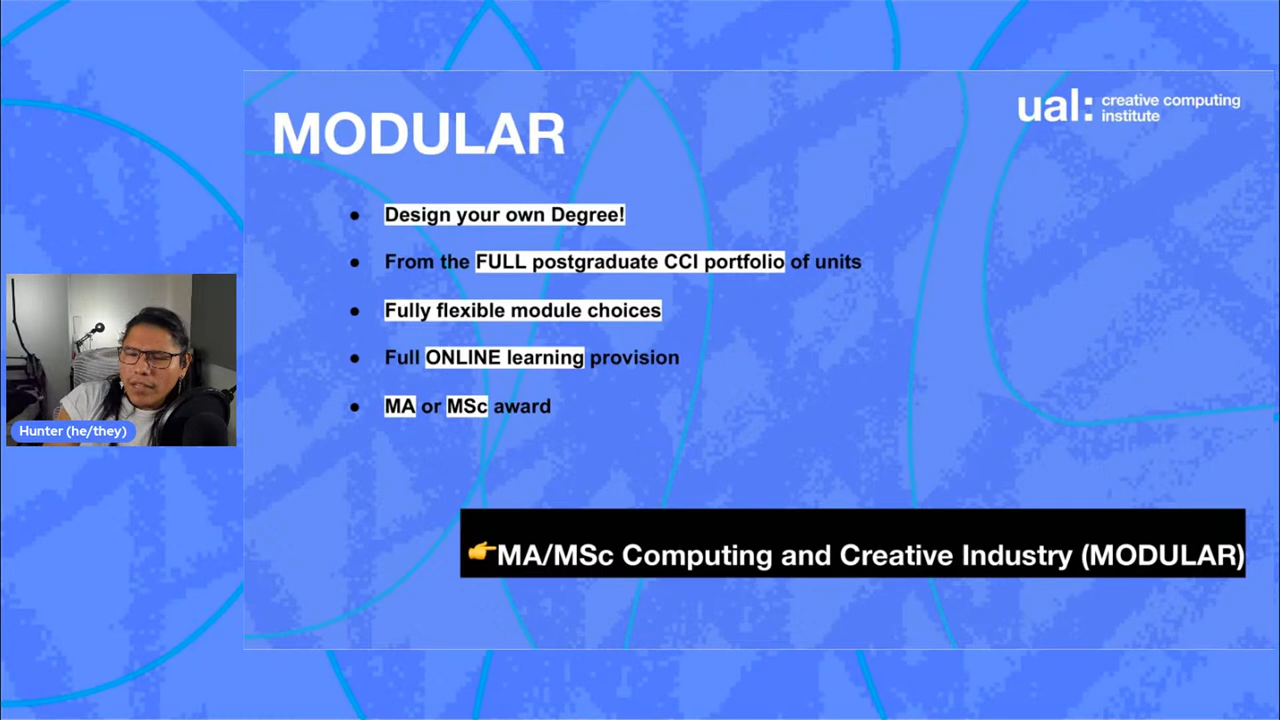 MODULAR
ual: creative computing
institute
Design your own Degree!
From the FULL postgraduate CCI portfolio of units
Fully flexible module choices
Full ONLINE learning provision
MA or MSc award
Hunter (he/they)
👉MA/MSc Computing and Creative Industry (MODULAR)